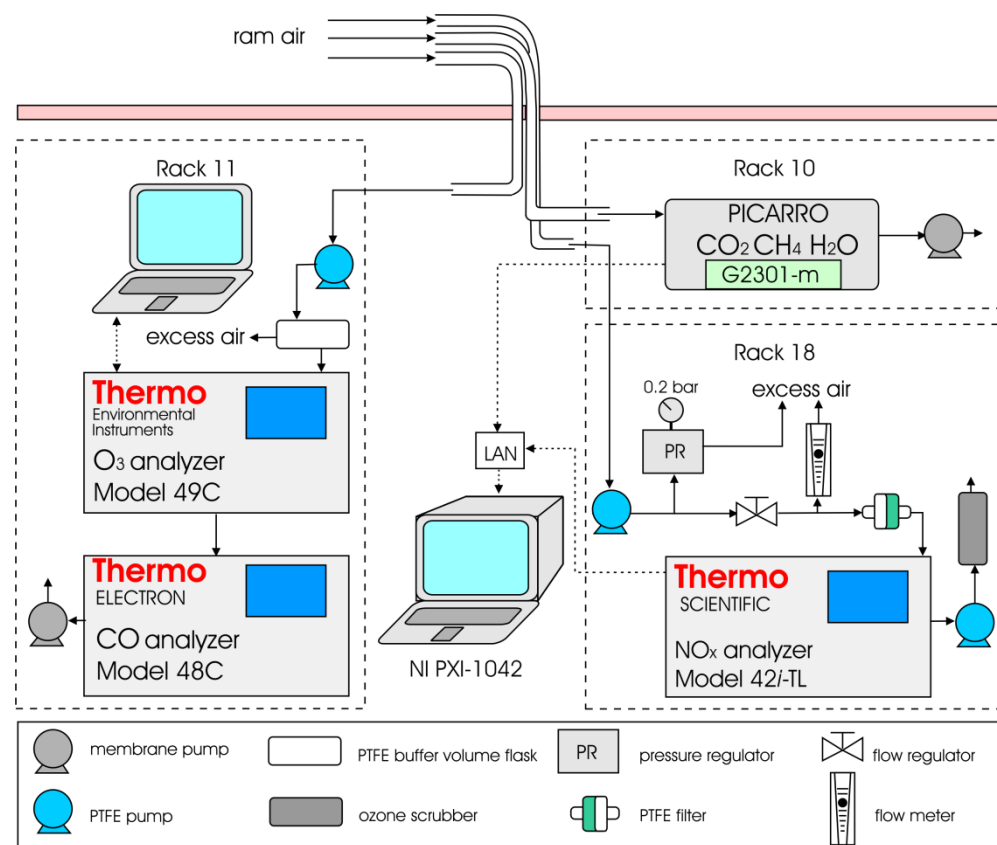 ram air
Rack 11
Rack 10
PICARRO
CO₂ CH₄ H₂O
G2301-m
excess air
Rack 18
0.2 bar
excess air
PR
Thermo
Environmental
Instruments
O₃ analyzer
Model 49C
LAN
Thermo
ELECTRON
CO analyzer
Model 48C
NI PXI-1042
Thermo
SCIENTIFIC
NOₓ analyzer
Model 42i-TL
membrane pump
PTFE buffer volume flask
PR
pressure regulator
flow regulator
PTFE pump
ozone scrubber
PTFE filter
flow meter